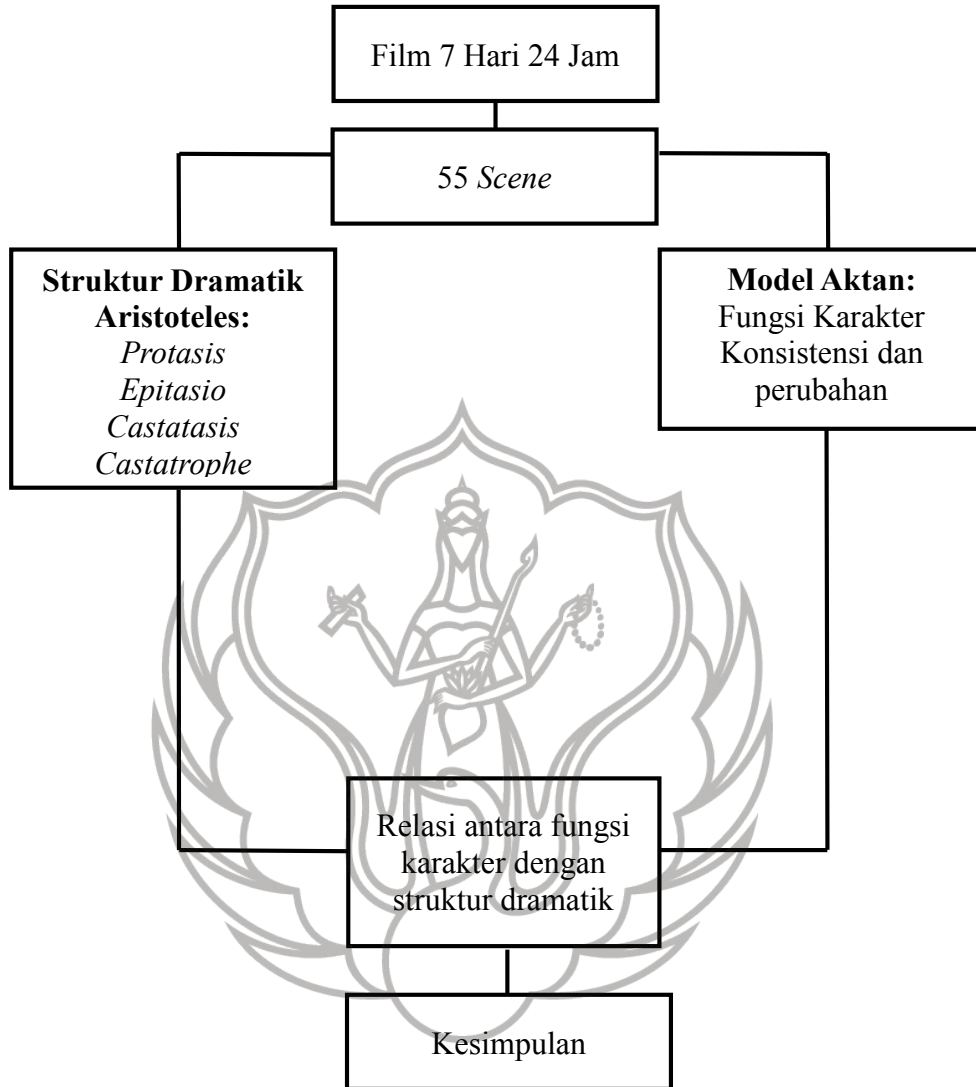 Film 7 Hari 24 Jam
55 Scene
Struktur Dramatik
Aristoteles:
Protasis
Epitasio
Castatasis
Castatrophe
Model Aktan:
Fungsi Karakter
Konsistensi dan
perubahan
Relasi antara fungsi
karakter dengan
struktur dramatik
Kesimpulan